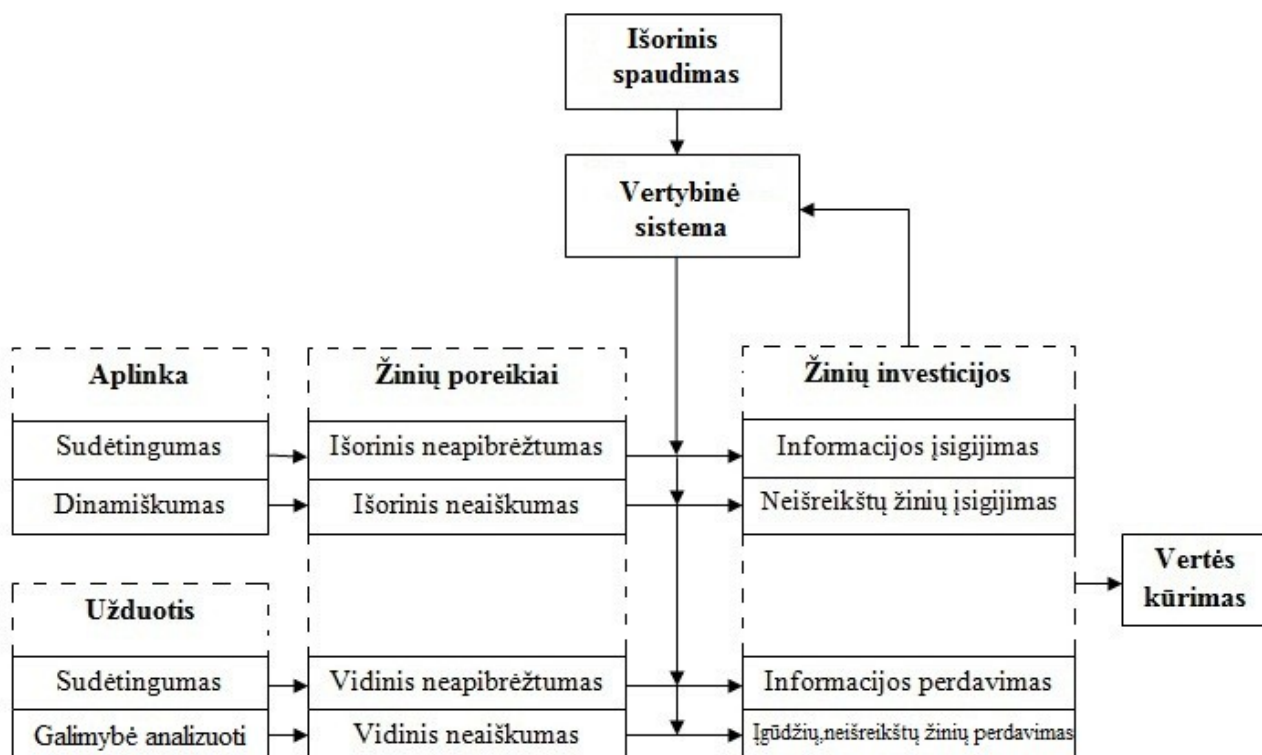 Išorinis
spaudimas
Vertybinė
sistema
Aplinka
Žinių poreikiai
Žinių investicijos
Sudėtingumas
Išorinis neapibrėžtumas
Informacijos įsigijimas
Dinamiškumas
Išorinis neaiškumas
Neišreikštų žinių įsigijimas
Vertės
kūrimas
Užduotis
Sudėtingumas
Vidinis neapibrėžtumas
Informacijos perdavimas
Galimybė analizuoti
Vidinis neaiškumas
Įgūdžių,neišreikštų žinių perdavimas